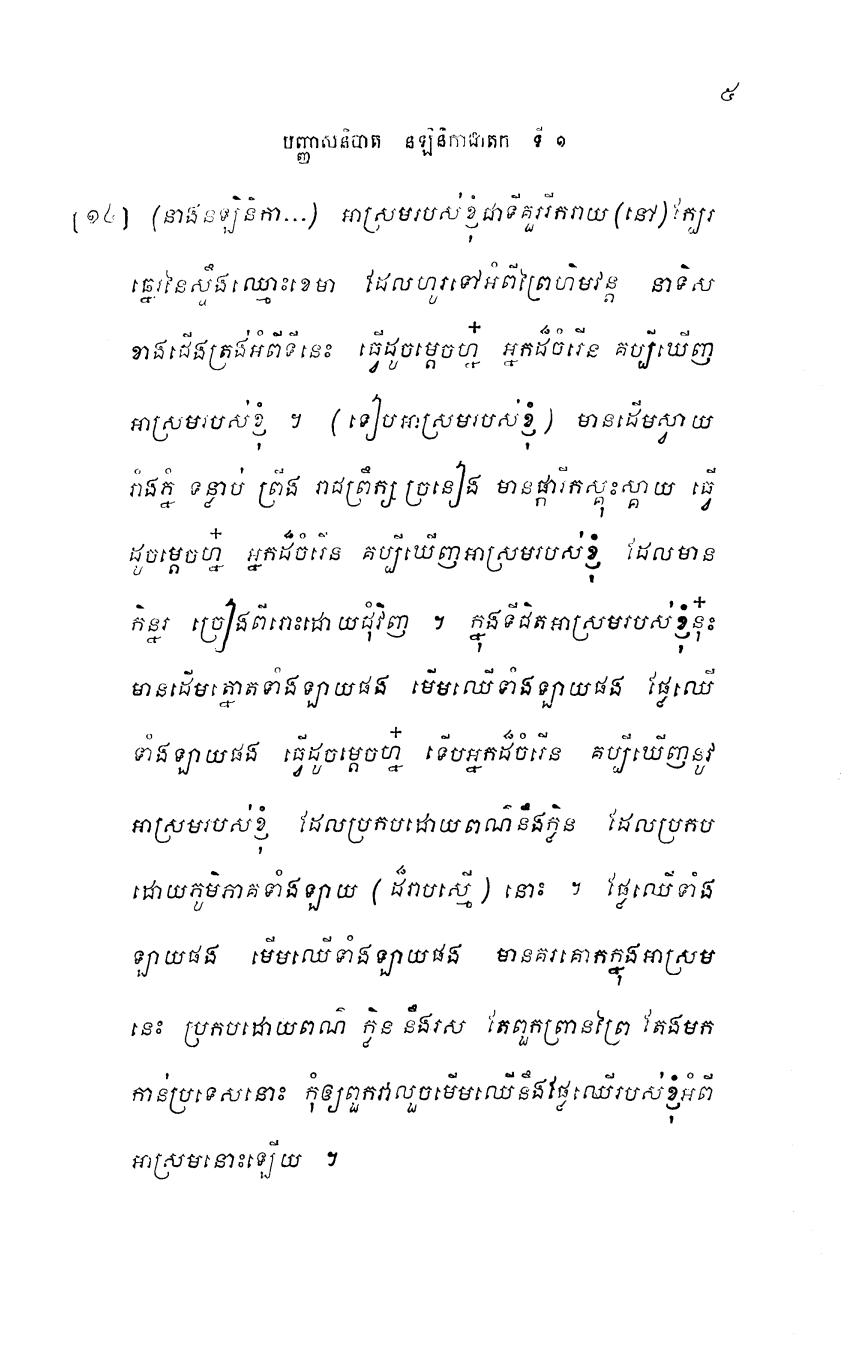 ៥
បញ្ញាសនិបាត នឡិនិកាជាតក ទី ១
[១៤] (នាងនឡិនិកា...) អាស្រមរបស់ខ្ញុំជាទីគួររីករាយ (នៅ) ក្បែរ
ឆ្នេរនៃស្ទឹងឈ្មោះខេមា ដែលហូរទៅអំពីព្រៃហិមវន្ត នាទិស
ខាងជើងត្រង់អំពីទីនេះ ធ្វើដូចម្តេចហ្ន៎ អ្នកដ៏ចំរើន គប្បីឃើញ
អាស្រមរបស់ខ្ញុំ ។ (ទៀបអាស្រមរបស់ខ្ញុំ) មានដើមស្វាយ
រាំងភ្នំ ទន្លាប់ ព្រីង រាជព្រឹក្ស ច្រនៀង មានផ្ការីកស្គុះស្គាយ ធ្វើ
ដូចម្តេចហ្ន៎ អ្នកដ៏ចំរើន គប្បីឃើញអាស្រមរបស់ខ្ញុំ ដែលមាន
កិន្នរ ច្រៀងពីរោះដោយជុំវិញ ។ ក្នុងទីជិតអាស្រមរបស់ខ្ញុំនុ៎ះ
មានដើមត្នោតទាំងឡាយផង មើមឈើទាំងឡាយផង ផ្លែឈើ
ទាំងឡាយផង ធ្វើដូចម្តេចហ្ន៎ ទើបអ្នកដ៏ចំរើន គប្បីឃើញនូវ
អាស្រមរបស់ខ្ញុំ ដែលប្រកបដោយពណ៌នឹងក្លិន ដែលប្រកប
ដោយភូមិភាគទាំងឡាយ (ដ៏រាបស្មើ) នោះ ។ ផ្លែឈើទាំង
ឡាយផង មើមឈើទាំងឡាយផង មានគរគោកក្នុងអាស្រម
នេះ ប្រកបដោយពណ៌ ក្លិន នឹងរស តែពួកព្រានព្រៃ តែងមក
កាន់ប្រទេសនោះ កុំឲ្យពួកវាលួចមើមឈើនឹងផ្លែឈើរបស់ខ្ញុំអំពី
អាស្រមនោះឡើយ ។